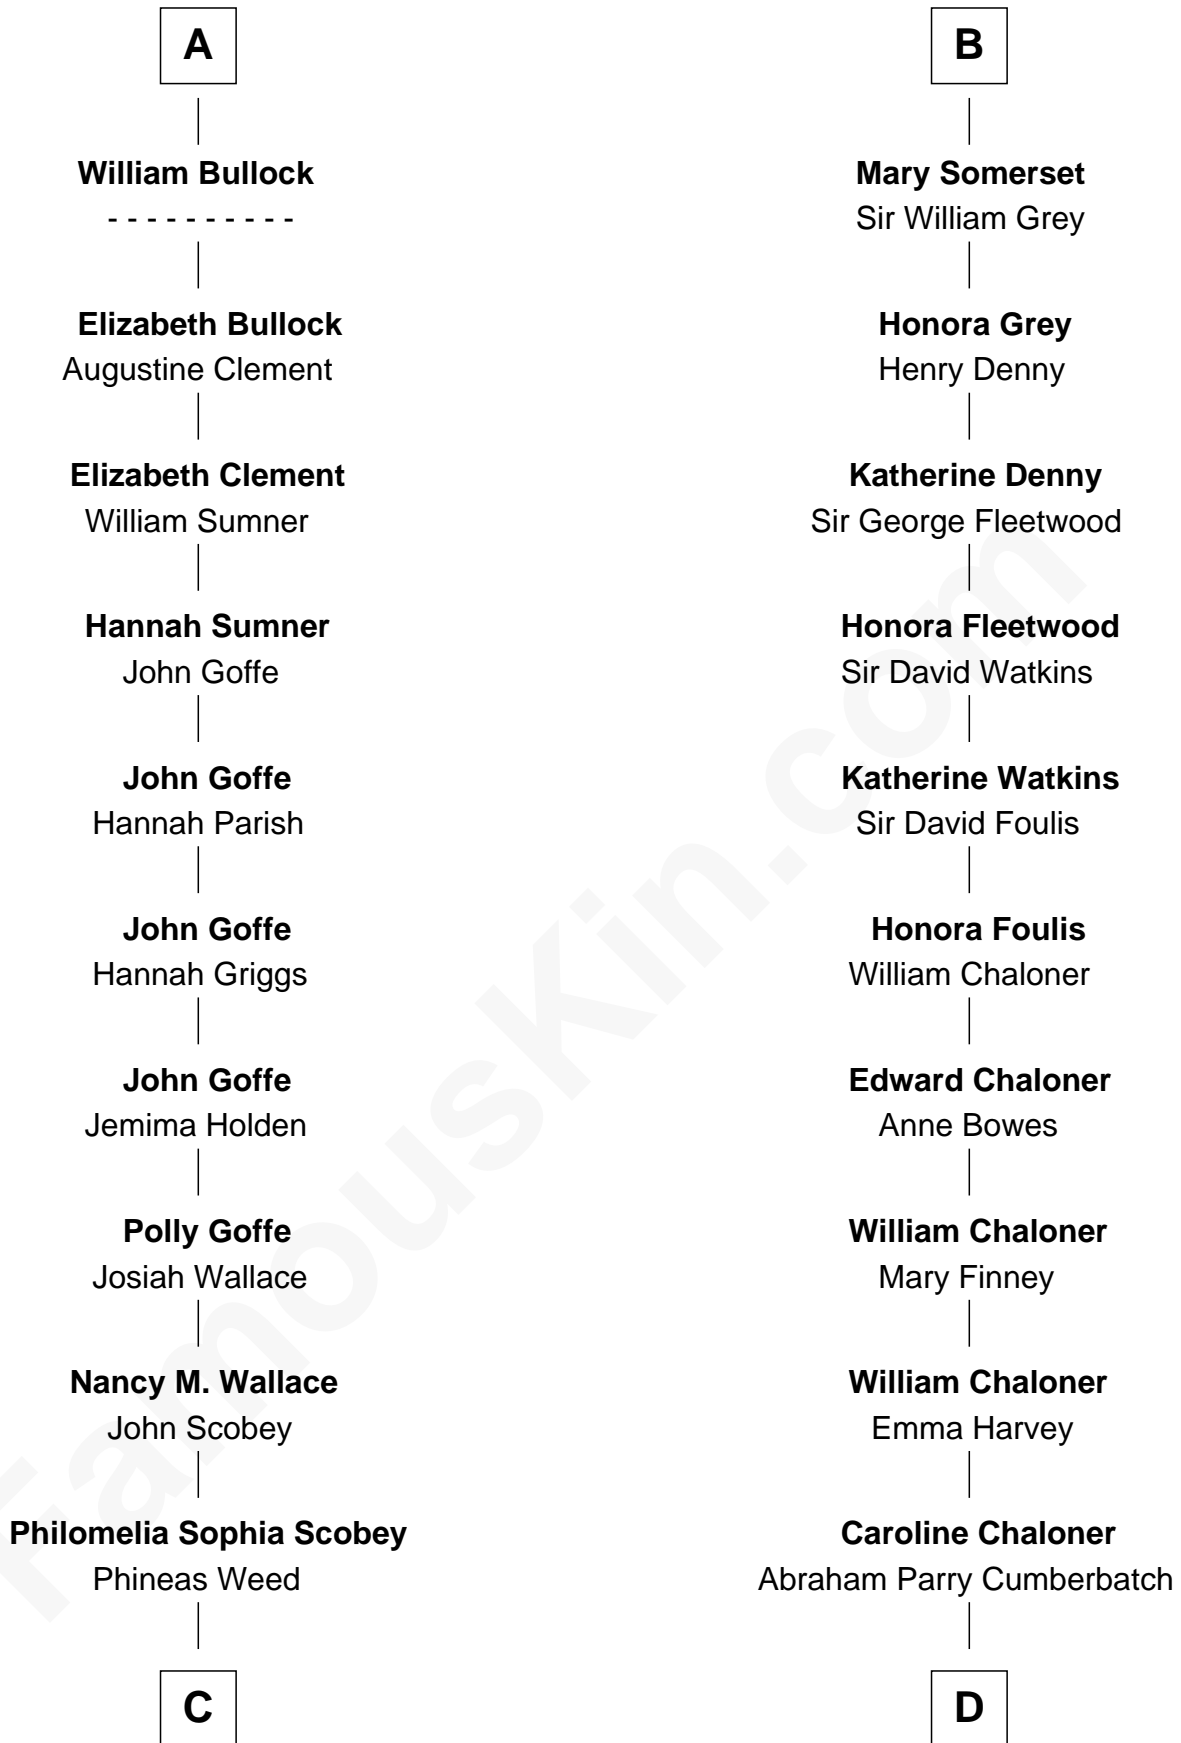 A
William Bullock
- - - - - - - - - -
Elizabeth Bullock
Augustine Clement
Elizabeth Clement
William Sumner
Hannah Sumner
John Goffe
John Goffe
Hannah Parish
John Goffe
Hannah Griggs
John Goffe
Jemima Holden
Polly Goffe
Josiah Wallace
Nancy M. Wallace
John Scobey
Philomelia Sophia Scobey
Phineas Weed
C
B
Mary Somerset
Sir William Grey
Honora Grey
Henry Denny
Katherine Denny
Sir George Fleetwood
Honora Fleetwood
Sir David Watkins
Katherine Watkins
Sir David Foulis
Honora Foulis
William Chaloner
Edward Chaloner
Anne Bowes
William Chaloner
Mary Finney
William Chaloner
Emma Harvey
Caroline Chaloner
Abraham Parry Cumberbatch
D
FamousKin.com